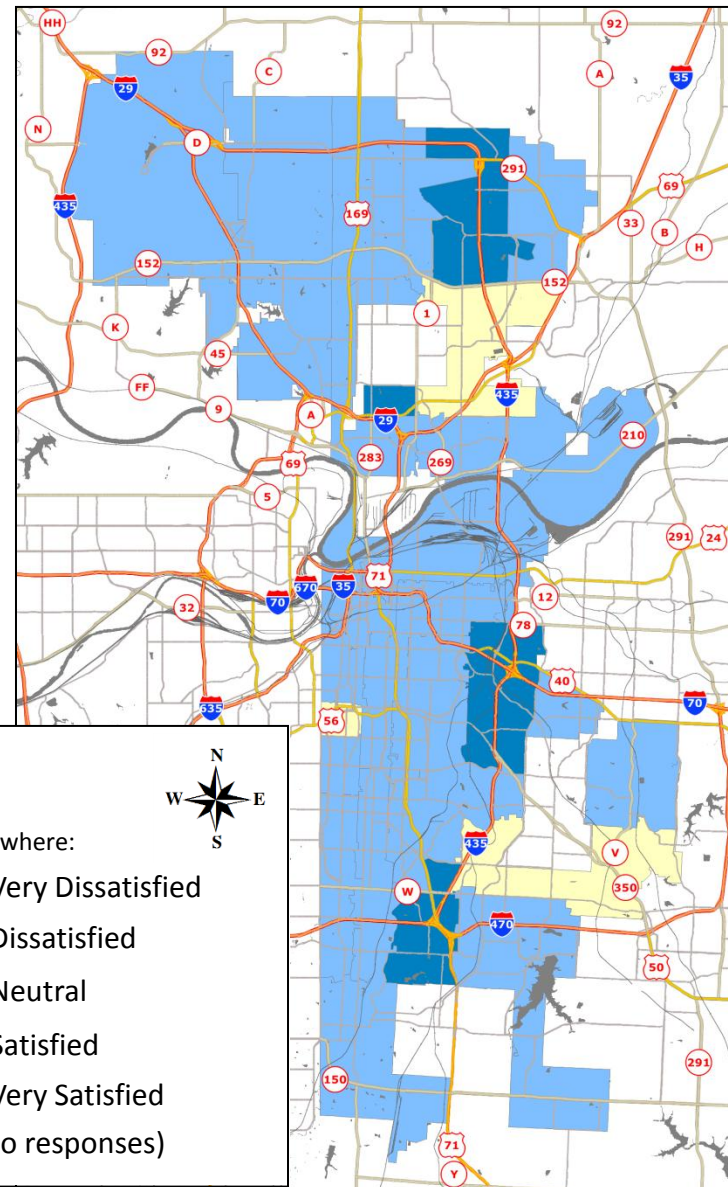 HH
92
92
C
A
29
35
N
D
291
69
435
169
33
B
H
152
152
1
K
45
FF
9
A
29
435
210
283
269
69
5
291
24
71
670
35
70
12
32
78
40
70
635
56
N
W E
S
where:
Very Dissatisfied
Dissatisfied
Neutral
Satisfied
Very Satisfied
o responses)
435
V
350
W
470
50
150
291
71
Y